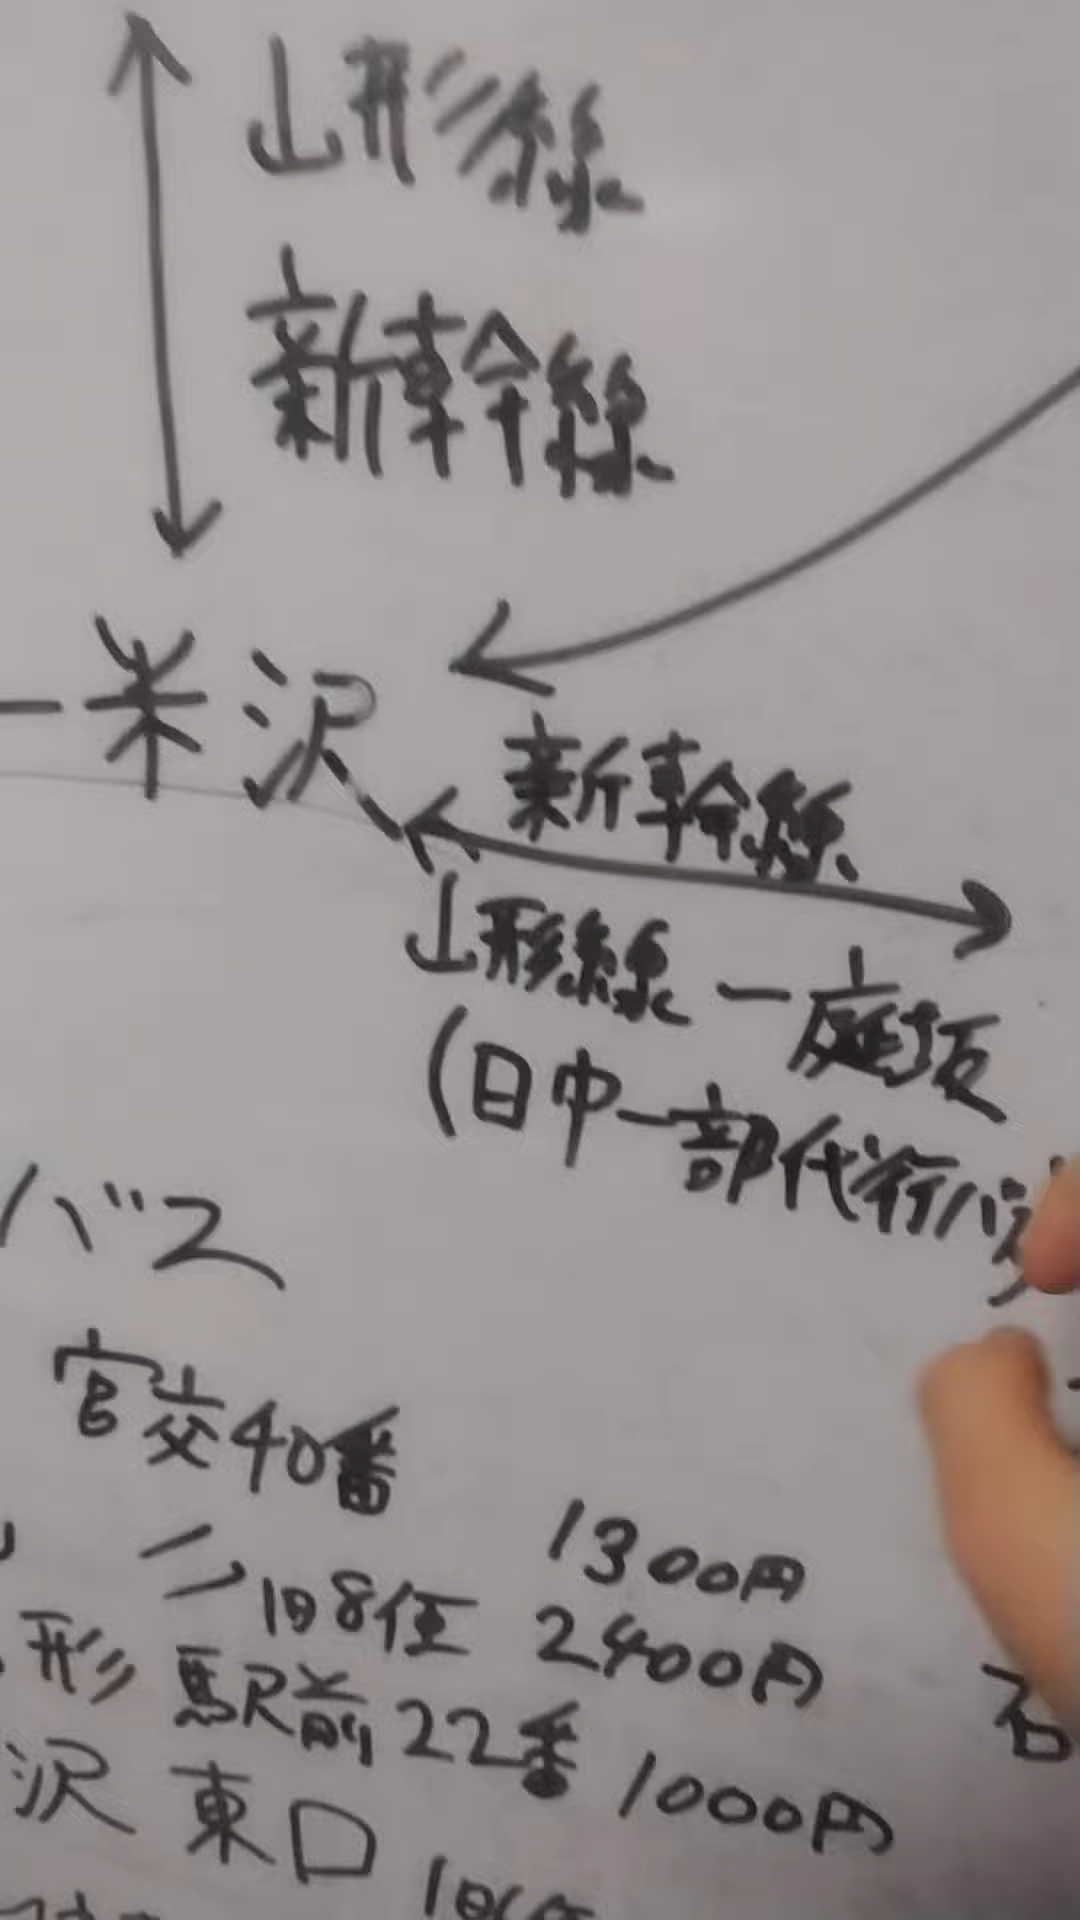 山形線
新幹線
米沢
新幹線
山形線 - 庭坂
(日中一部代行バス
バス
宮交40番
〃 1日8往 1300円
形 駅前22番 2400円
沢 東口 1000円